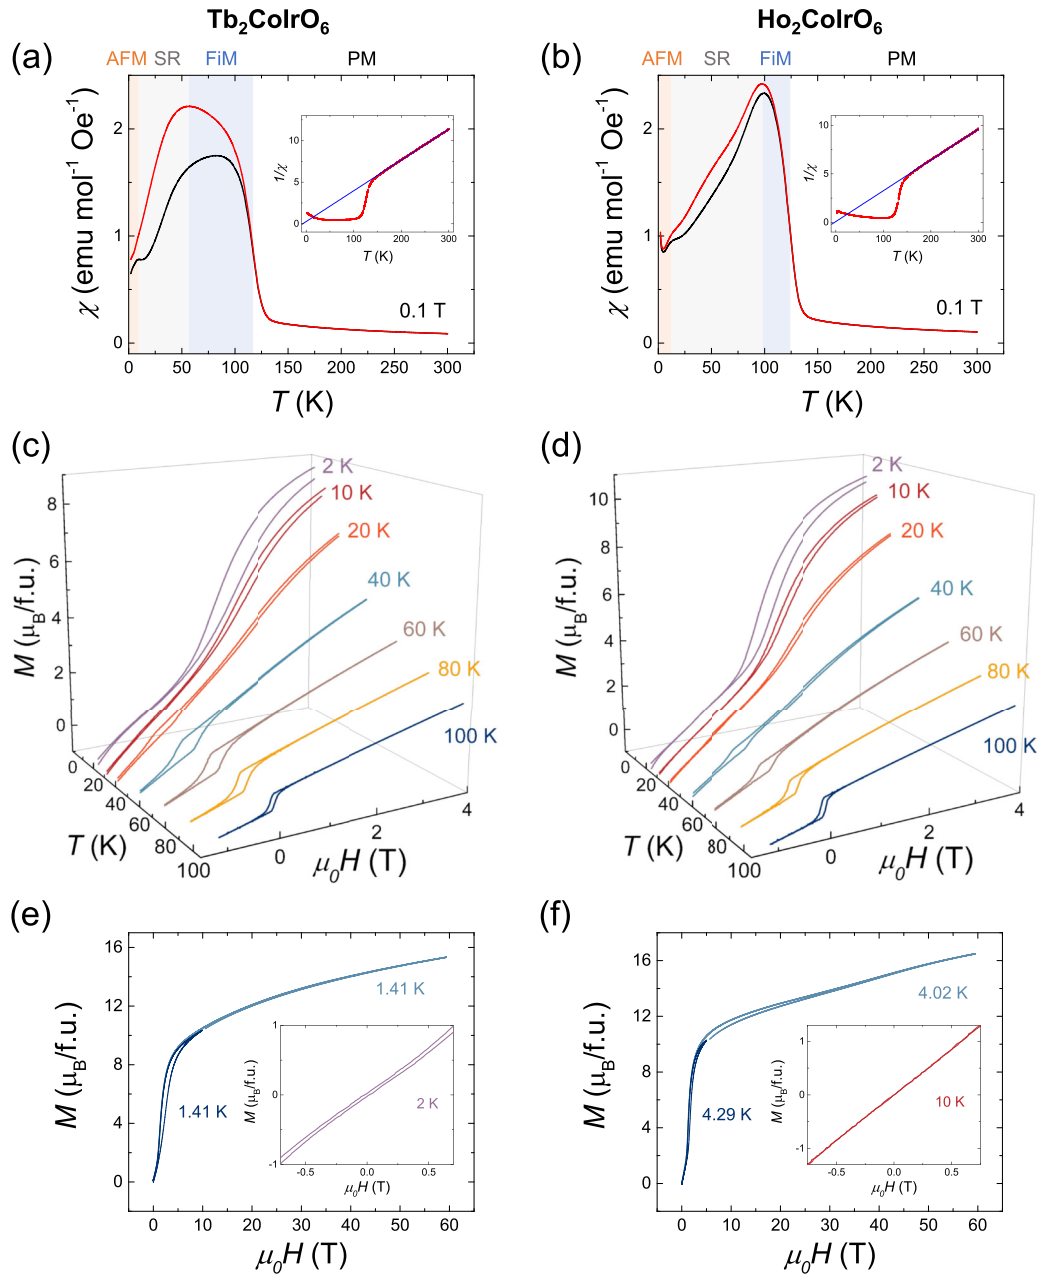 Tb2CoIrO6
Ho2CoIrO6
(a)
AFM SR FiM PM
χ (emu mol-1 Oe-1)
2
1
0
0 50 100 150 200 250 300
T (K)
0.1 T
1/χ
10
5
0
0 100 200 300
T (K)
(b)
AFM SR FiM PM
χ (emu mol-1 Oe-1)
2
1
0
0 50 100 150 200 250 300
T (K)
0.1 T
1/χ
10
5
0
0 100 200 300
T (K)
(c)
M (μB/f.u.)
8
6
4
2
0
2 K
10 K
20 K
40 K
60 K
80 K
100 K
0
20
40
60
80
100
T (K)
0
2
4
μ0H (T)
(d)
M (μB/f.u.)
10
8
6
4
2
0
2 K
10 K
20 K
40 K
60 K
80 K
100 K
0
20
40
60
80
100
T (K)
0
2
4
μ0H (T)
(e)
M (μB/f.u.)
16
12
8
4
0
0 10 20 30 40 50 60
μ0H (T)
1.41 K
1.41 K
M (μB/f.u.)
1
0
-1
2 K
-0.5 0.0 0.5
μ0H (T)
(f)
M (μB/f.u.)
16
12
8
4
0
0 10 20 30 40 50 60
μ0H (T)
4.02 K
4.29 K
M (μB/f.u.)
1
0
-1
10 K
-0.5 0.0 0.5
μ0H (T)